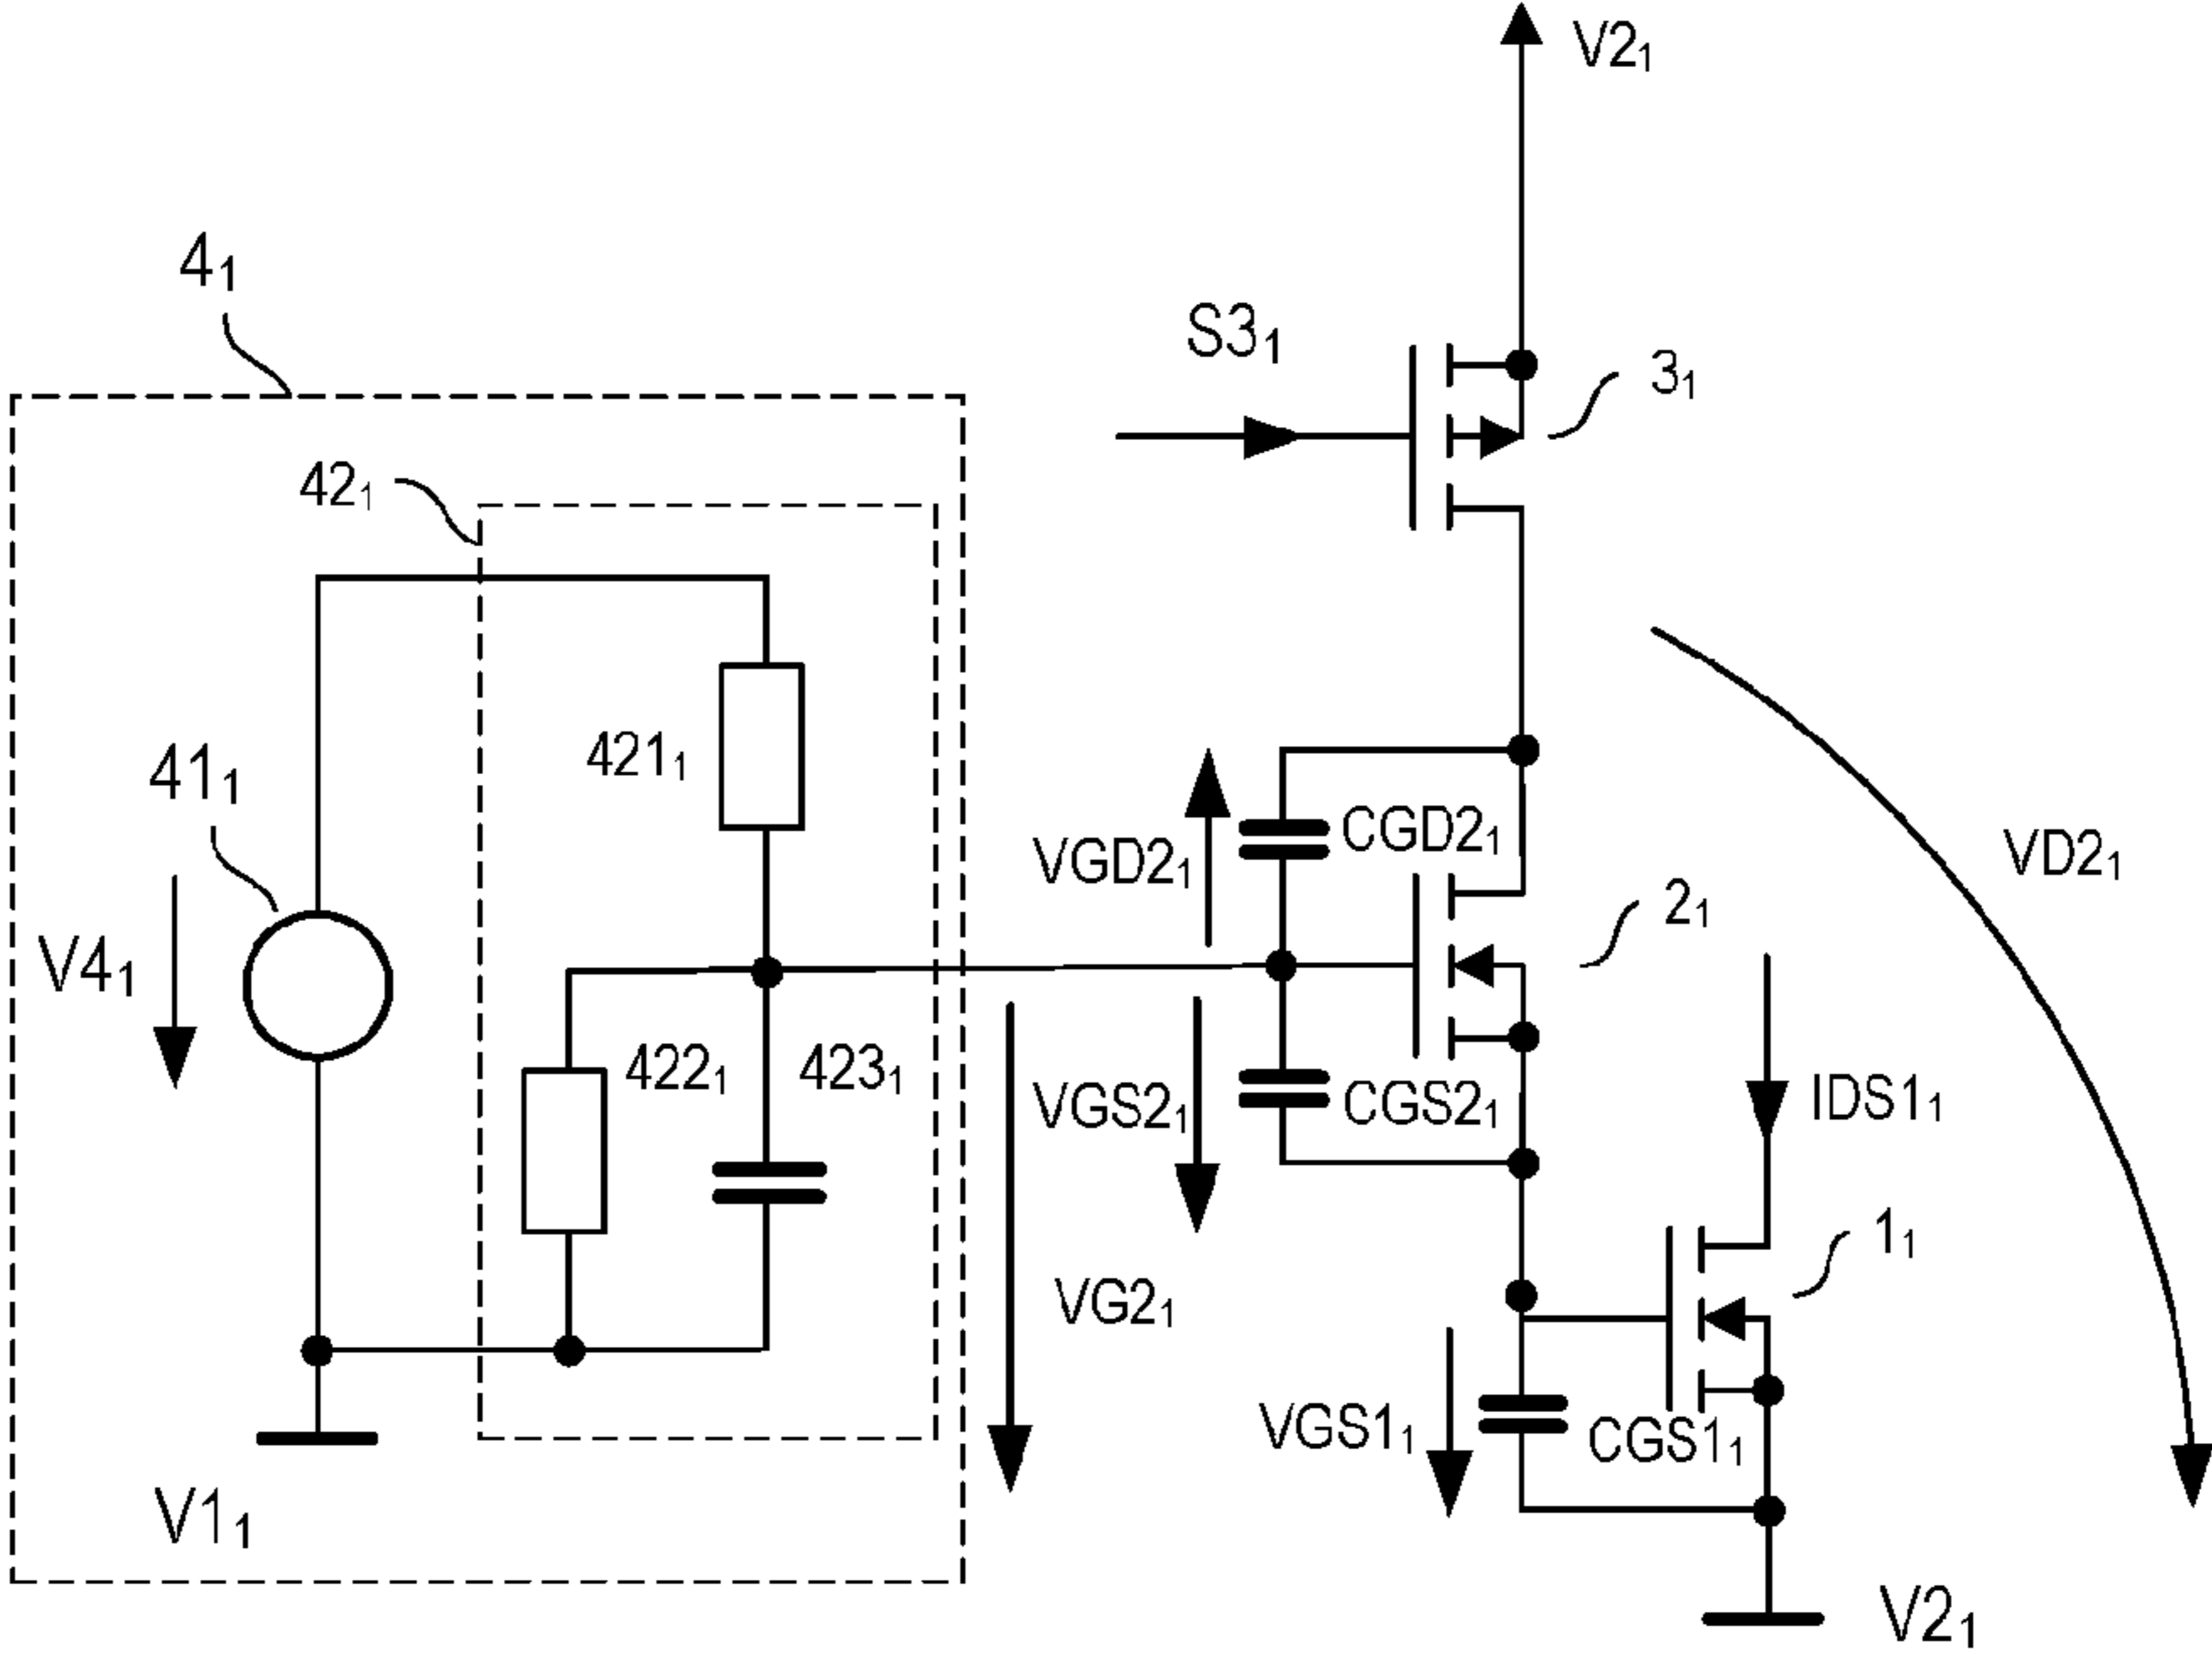 V2₁
4₁
S3₁
3₁
42₁
421₁
41₁
CGD2₁
VGD2₁
VD2₁
2₁
V4₁
422₁
423₁
VGS2₁
CGS2₁
IDS1₁
1₁
VG2₁
VGS1₁
CGS1₁
V1₁
V2₁